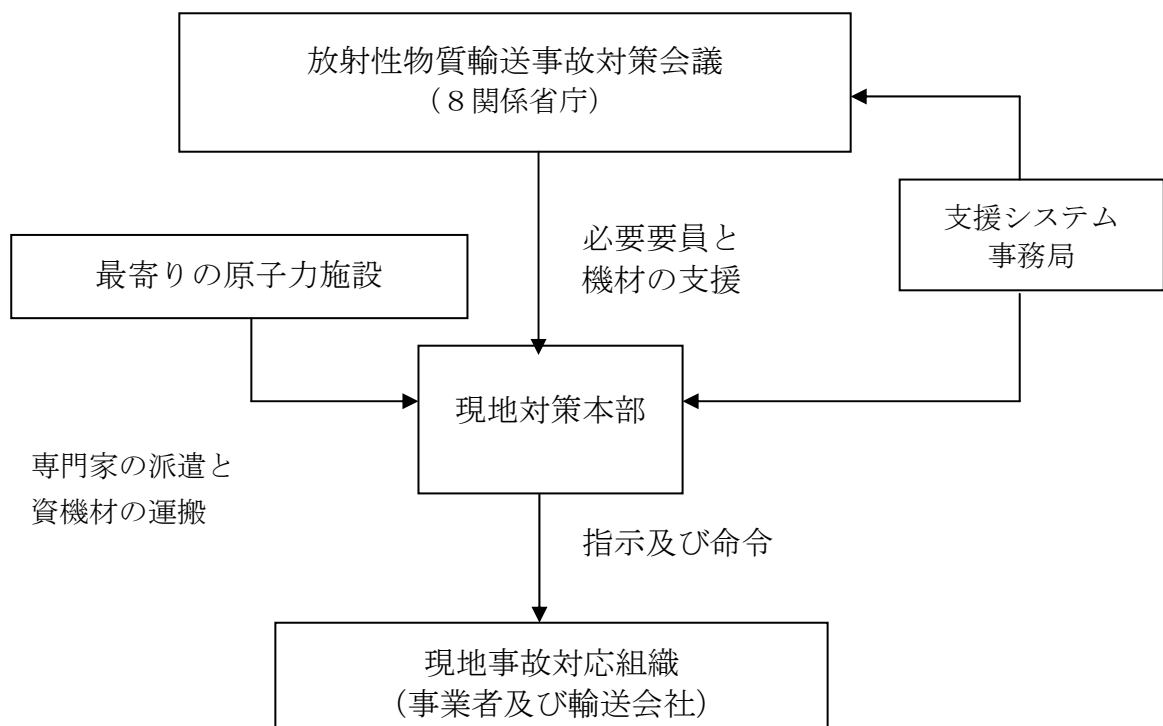 放射性物質輸送事故対策会議
（８関係省庁）
支援システム
事務局
必要要員と
機材の支援
最寄りの原子力施設
現地対策本部
専門家の派遣と
資機材の運搬
指示及び命令
現地事故対応組織
（事業者及び輸送会社）